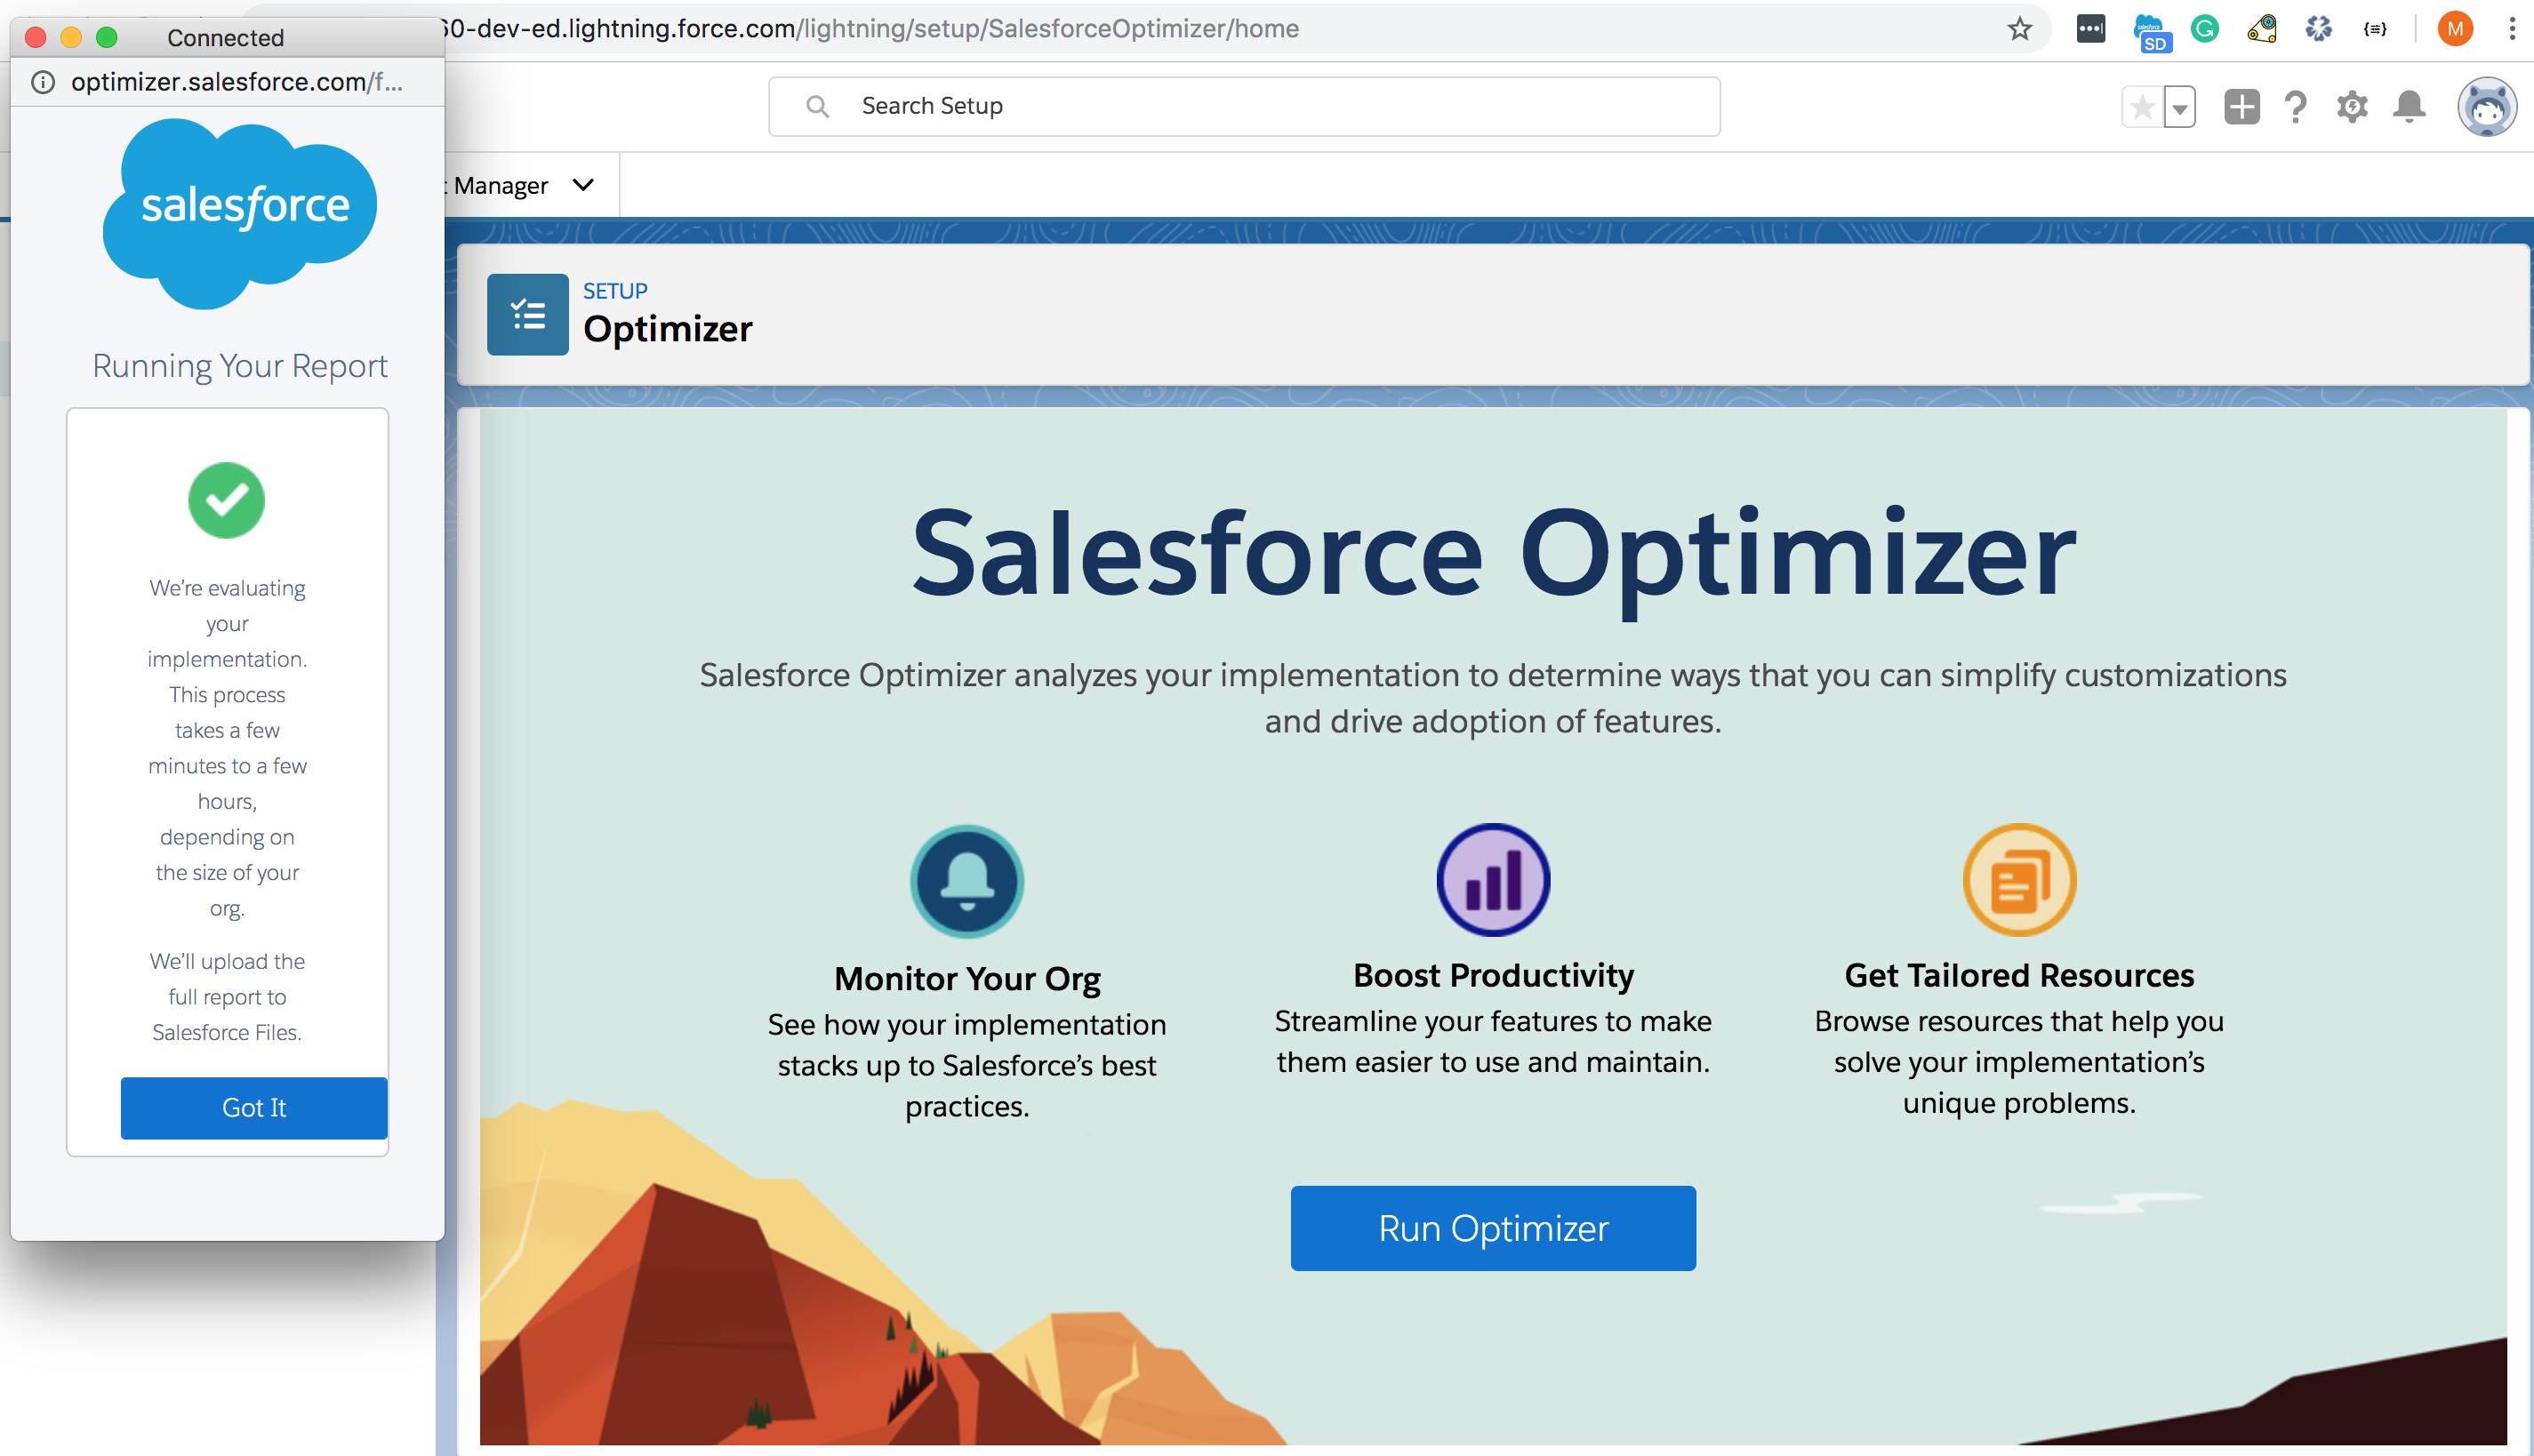 Connected
optimizer.salesforce.com/f...
salesforce
Running Your Report
We're evaluating
your
implementation.
This process
takes a few
minutes to a few
hours,
depending on
the size of your
org.
We'll upload the
full report to
Salesforce Files.
Got It
60-dev-ed.lightning.force.com/lightning/setup/SalesforceOptimizer/home
SD
G
{≡}
M
Search Setup
t Manager
SETUP
Optimizer
Salesforce Optimizer
Salesforce Optimizer analyzes your implementation to determine ways that you can simplify customizations
and drive adoption of features.
Monitor Your Org
See how your implementation
stacks up to Salesforce's best
practices.
Boost Productivity
Streamline your features to make
them easier to use and maintain.
Get Tailored Resources
Browse resources that help you
solve your implementation's
unique problems.
Run Optimizer